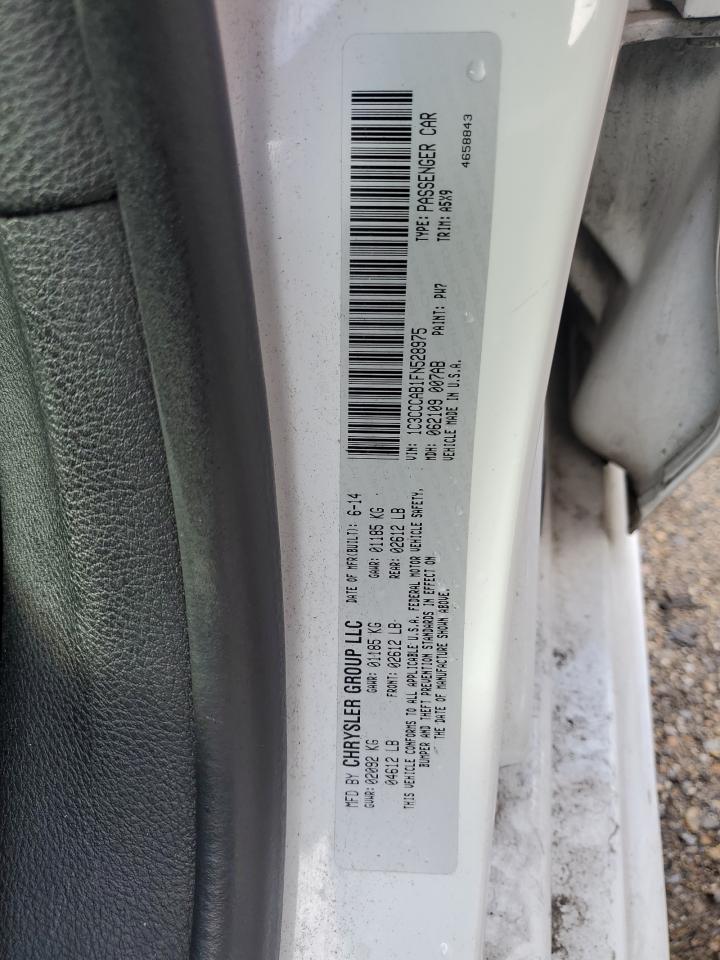 MFD BY CHRYSLER GROUP LLC DATE OF MFR(BUILT): 6-14
GVWR: 02092 KG GAWR: 01185 KG GAWR: 01185 KG
04612 LB FRONT: 02612 LB REAR: 02612 LB
THIS VEHICLE CONFORMS TO ALL APPLICABLE U.S.A. FEDERAL MOTOR VEHICLE SAFETY,
BUMPER AND THEFT PREVENTION STANDARDS IN EFFECT ON
THE DATE OF MANUFACTURE SHOWN ABOVE.
VIN: 1C3CCCAB1FN528975 TYPE: PASSENGER CAR
MDH: 062109 007AB PAINT: PW7 TRIM: A5X9
VEHICLE MADE IN U.S.A.
4658843